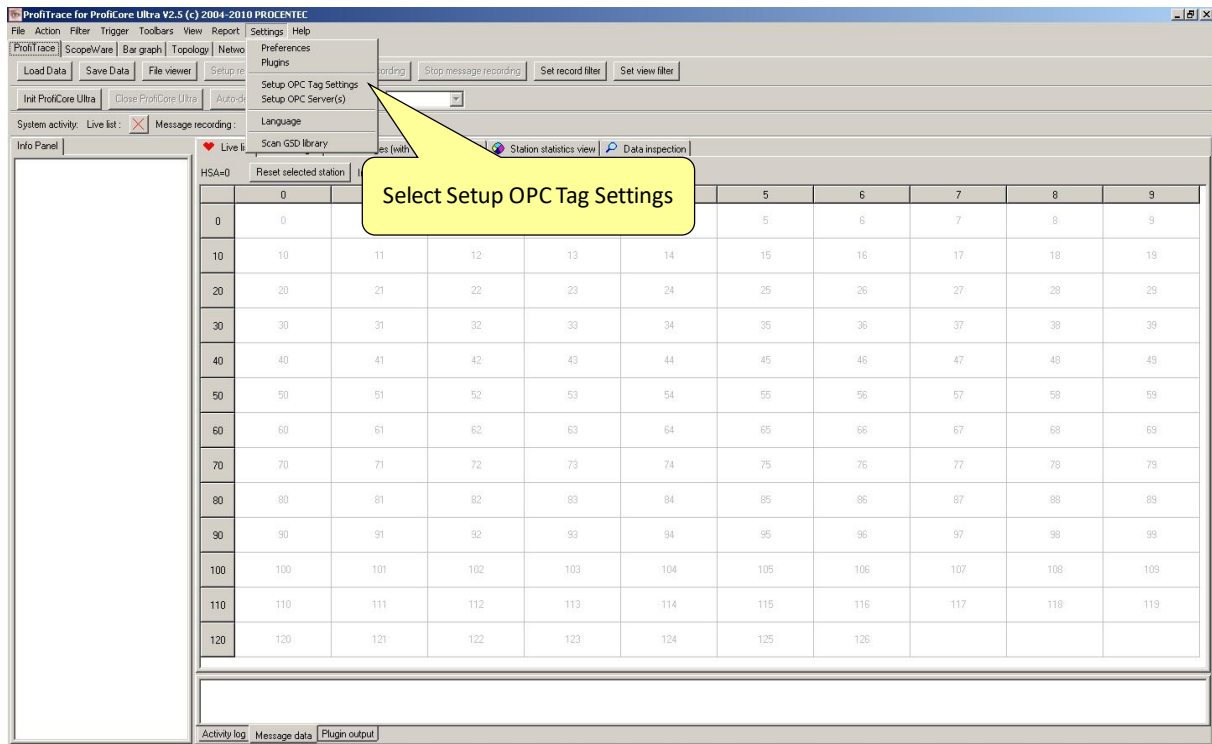 ProfiTrace for ProfiCore Ultra V2.5 (c) 2004-2010 PROCENTEC
File Action Filter Trigger Toolbars View Report Settings Help
ProfiTrace ScopeWare Bar graph Topology Netwo
Preferences
Plugins
Setup OPC Tag Settings
Setup OPC Server(s)
Language
Scan GSD library
Load Data Save Data File viewer Setup re ording Stop message recording Set record filter Set view filter
Init ProfiCore Ultra Close ProfiCore Ultra Auto-de
System activity: Live list : Message recording :
Info Panel Live li es (with Station statistics view Data inspection
HSA=0 Reset selected station
Select Setup OPC Tag Settings
0 5 6 7 8 9
0 0 5 6 7 8 9
10 10 11 12 13 14 15 16 17 18 19
20 20 21 22 23 24 25 26 27 28 29
30 30 31 32 33 34 35 36 37 38 39
40 40 41 42 43 44 45 46 47 48 49
50 50 51 52 53 54 55 56 57 58 59
60 60 61 62 63 64 65 66 67 68 69
70 70 71 72 73 74 75 76 77 78 79
80 80 81 82 83 84 85 86 87 88 89
90 90 91 92 93 94 95 96 97 98 99
100 100 101 102 103 104 105 106 107 108 109
110 110 111 112 113 114 115 116 117 118 119
120 120 121 122 123 124 125 126
Activity log Message data Plugin output